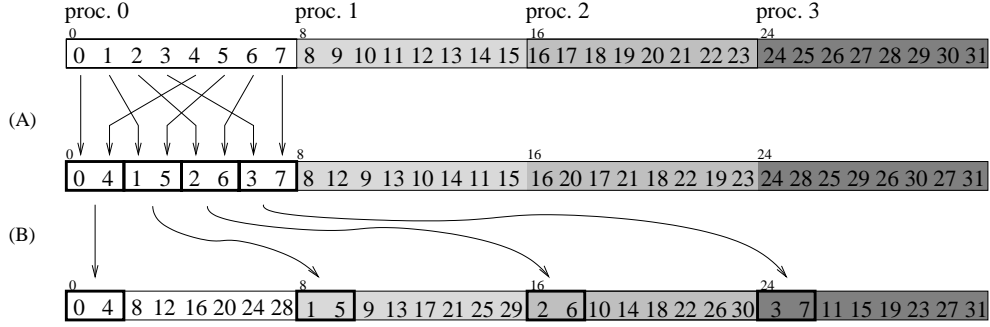 proc. 0 proc. 1 proc. 2 proc. 3
0 8 16 24
0 1 2 3 4 5 6 7 8 9 10 11 12 13 14 15 16 17 18 19 20 21 22 23 24 25 26 27 28 29 30 31
(A)
0 8 16 24
0 4 1 5 2 6 3 7 8 12 9 13 10 14 11 15 16 20 17 21 18 22 19 23 24 28 25 29 26 30 27 31
(B)
0 8 16 24
0 4 8 12 16 20 24 28 1 5 9 13 17 21 25 29 2 6 10 14 18 22 26 30 3 7 11 15 19 23 27 31